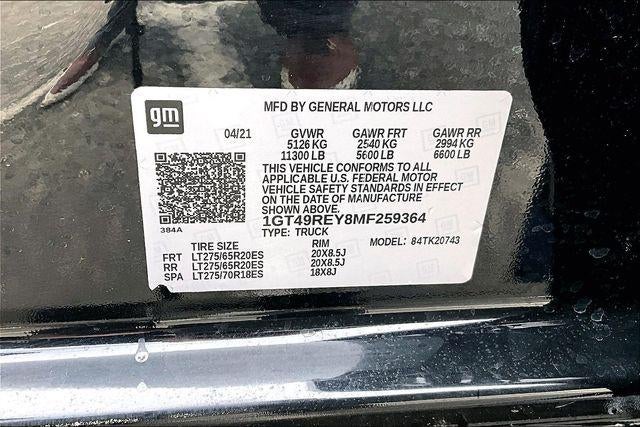 gm
MFD BY GENERAL MOTORS LLC
04/21 GVWR GAWR FRT GAWR RR
5126 KG 2540 KG 2994 KG
11300 LB 5600 LB 6600 LB
THIS VEHICLE CONFORMS TO ALL
APPLICABLE U.S. FEDERAL MOTOR
VEHICLE SAFETY STANDARDS IN EFFECT
ON THE DATE OF MANUFACTURE
SHOWN ABOVE.
384A
1GT49REY8MF259364
TYPE: TRUCK
MODEL: 84TK20743
TIRE SIZE RIM
FRT LT275/65R20ES 20X8.5J
RR LT275/65R20ES 20X8.5J
SPA LT275/70R18ES 18X8J